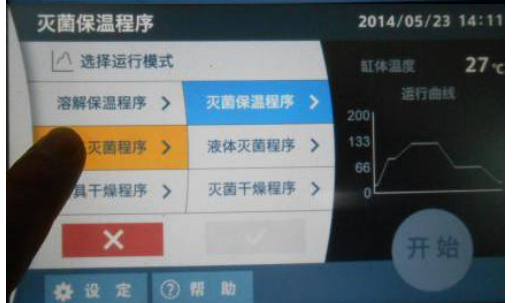 灭菌保温程序
2014/05/23 14:11
选择运行模式
缸体温度 27℃
溶解保温程序 >
灭菌保温程序 >
运行曲线
200
133
66
0
灭菌程序 >
液体灭菌程序 >
具干燥程序 >
灭菌干燥程序 >
开始
设定
帮助